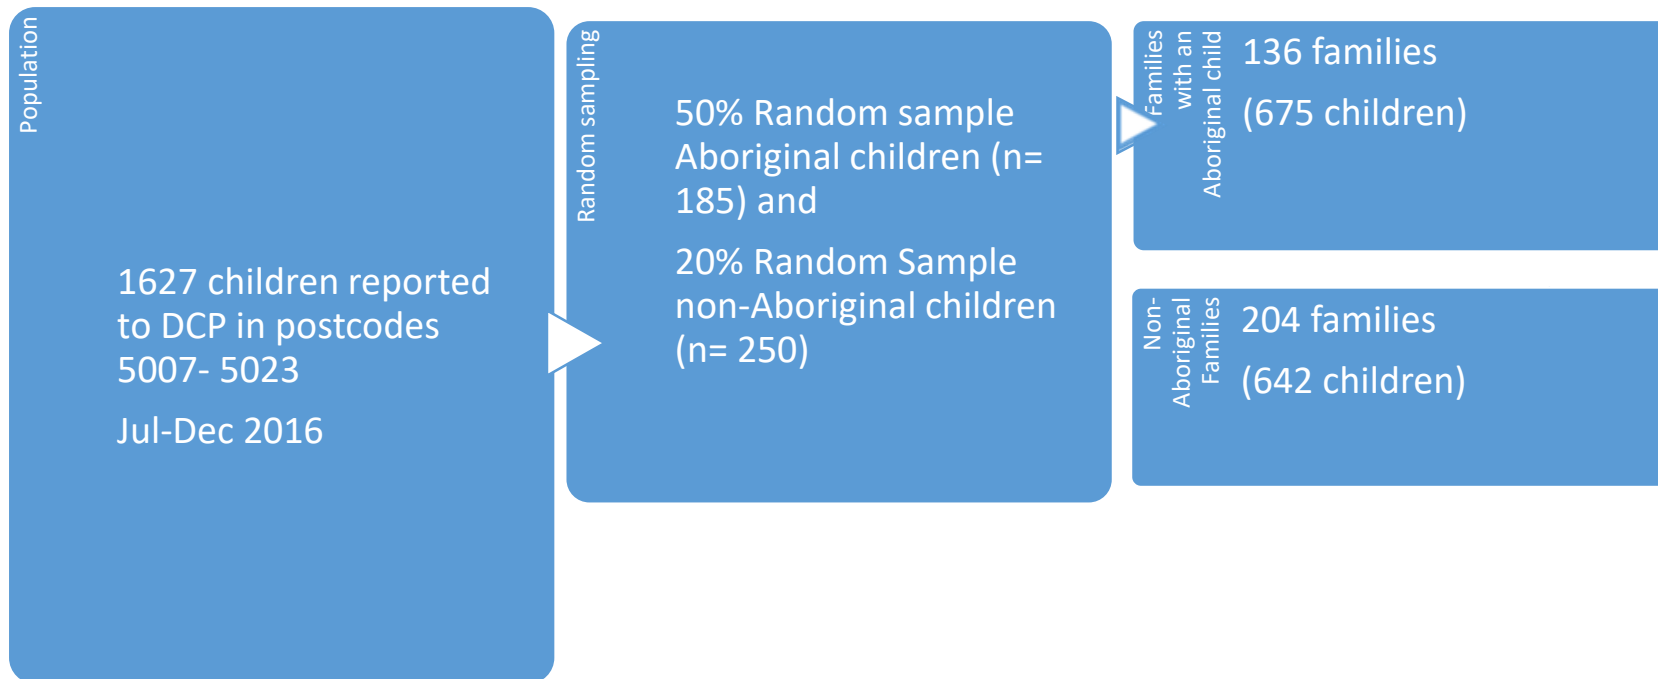 Population
1627 children reported
to DCP in postcodes
5007- 5023
Jul-Dec 2016
Random sampling
50% Random sample
Aboriginal children (n=
185) and
20% Random Sample
non-Aboriginal children
(n= 250)
Families
with an
Aboriginal child
136 families
(675 children)
Non-
Aboriginal
Families
204 families
(642 children)